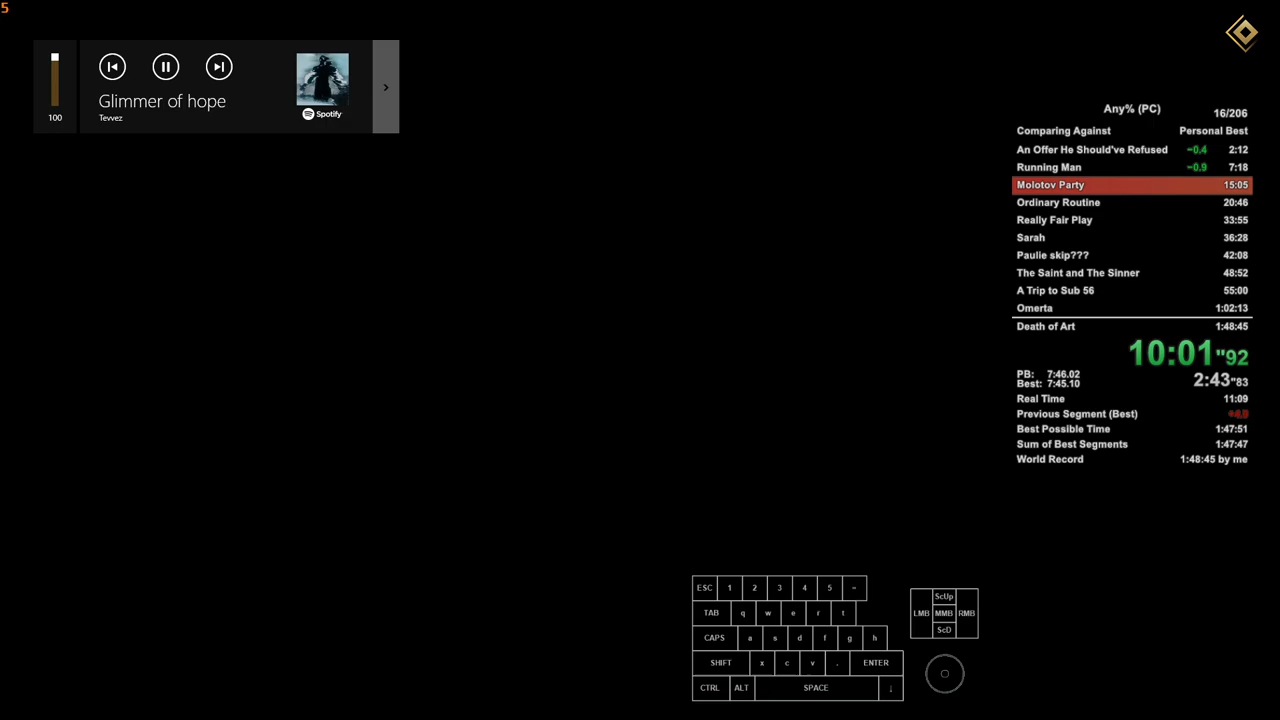 5
100
Glimmer of hope
Tevvez
Spotify
Any% (PC) 16/206
Comparing Against Personal Best
An Offer He Should've Refused −0.4 2:12
Running Man −0.9 7:18
Molotov Party 15:05
Ordinary Routine 20:46
Really Fair Play 33:55
Sarah 36:28
Paulie skip??? 42:08
The Saint and The Sinner 48:52
A Trip to Sub 56 55:00
Omerta 1:02:13
Death of Art 1:48:45
10:01"92
PB: 7:46.02
Best: 7:45.10
2:43"83
Real Time 11:09
Previous Segment (Best)
Best Possible Time 1:47:51
Sum of Best Segments 1:47:47
World Record 1:48:45 by me
ESC 1 2 3 4 5 -
TAB q w e r t
CAPS a s d f g h
SHIFT x c v . ENTER
CTRL ALT SPACE ↓
ScUp
LMB MMB RMB
ScD